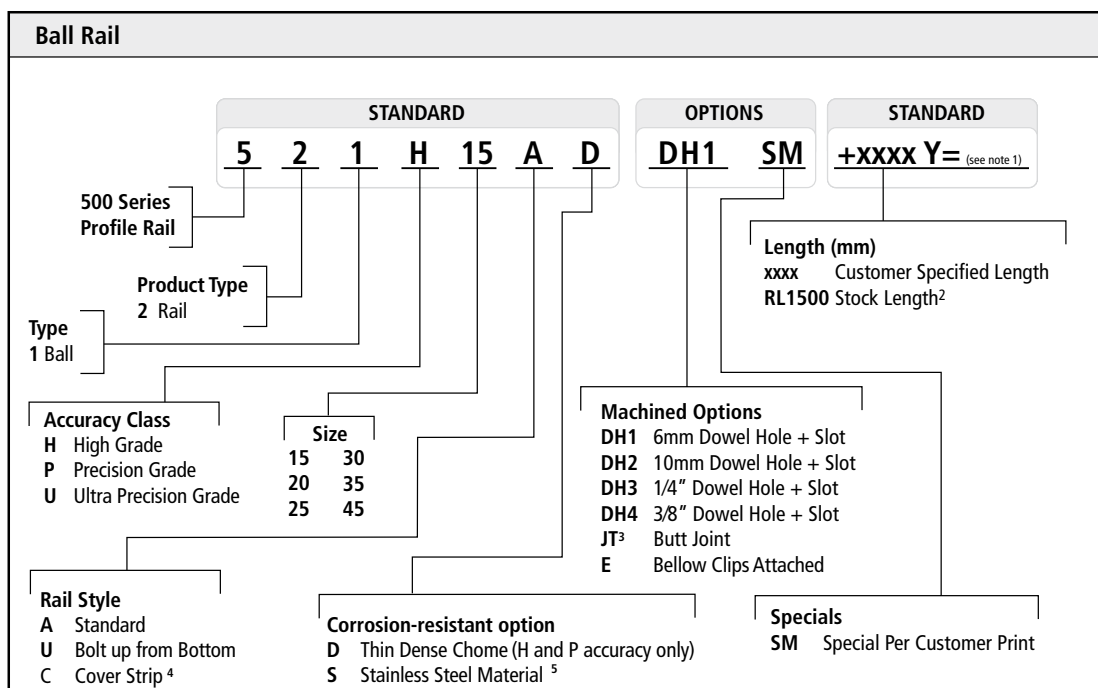 Ball Rail
STANDARD OPTIONS STANDARD
5 2 1 H 15 A D DH1 SM +xxxx Y= (see note 1)
500 Series
Profile Rail
Product Type
2 Rail
Type
1 Ball
Length (mm)
xxxx Customer Specified Length
RL1500 Stock Length2
Accuracy Class
H High Grade
P Precision Grade
U Ultra Precision Grade
Size
15 30
20 35
25 45
Machined Options
DH1 6mm Dowel Hole + Slot
DH2 10mm Dowel Hole + Slot
DH3 1/4" Dowel Hole + Slot
DH4 3/8" Dowel Hole + Slot
JT3 Butt Joint
E Bellow Clips Attached
Rail Style
A Standard
U Bolt up from Bottom
C Cover Strip 4
Corrosion-resistant option
D Thin Dense Chome (H and P accuracy only)
S Stainless Steel Material 5
Specials
SM Special Per Customer Print